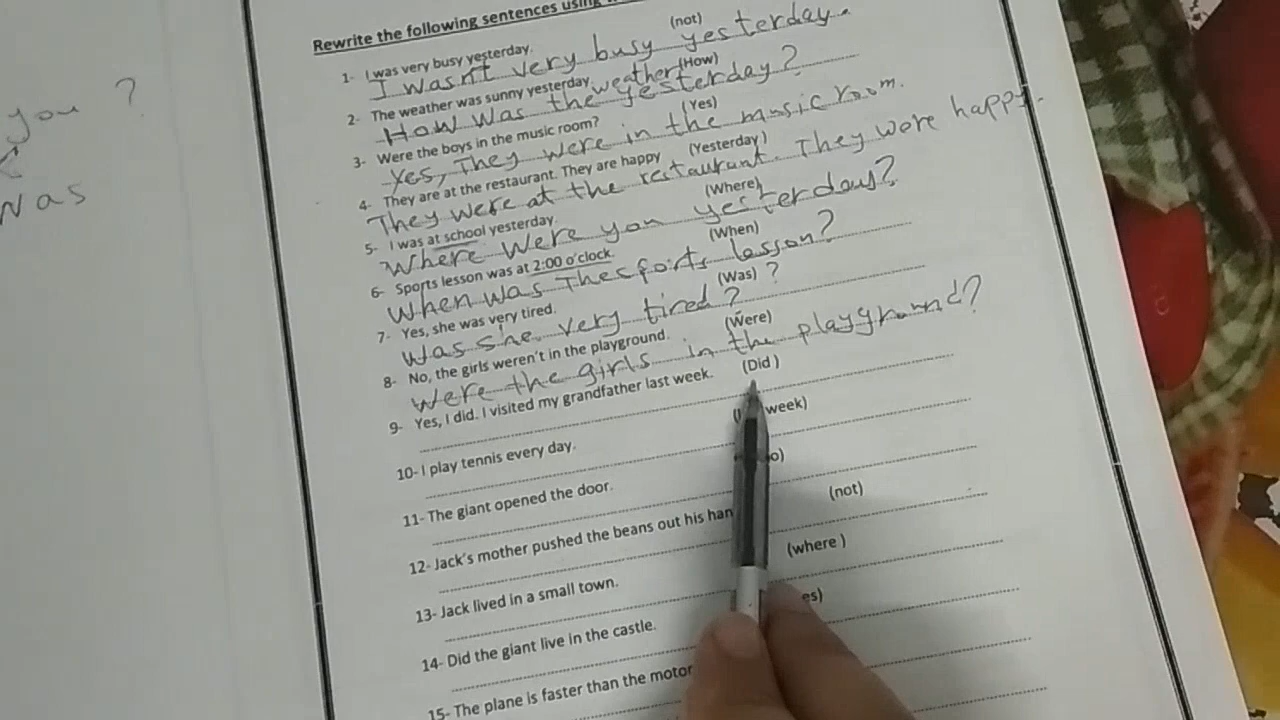 you ?
Was
Rewrite the following sentences using
1- I was very busy yesterday. (not)
I wasn't very busy yesterday.
2- The weather was sunny yesterday. (How)
How was the weather yesterday?
3- Were the boys in the music room? (Yes)
Yes, They were in the music room.
4- They are at the restaurant. They are happy (Yesterday )
They were at the restaurant. They were happy.
5- I was at school yesterday. (Where)
Where were you yesterday?
6- Sports lesson was at 2:00 o'clock. (When)
When was The sports lesson?
7- Yes, she was very tired. (Was) ?
Was she very tired ?
8- No, the girls weren't in the playground. (Were)
Were the girls in the playground?
9- Yes, I did. I visited my grandfather last week. (Did )
10- I play tennis every day. week)
11- The giant opened the door.
12- Jack's mother pushed the beans out his (not)
13- Jack lived in a small town. (where )
14- Did the giant live in the castle.
15- The plane is faster than the